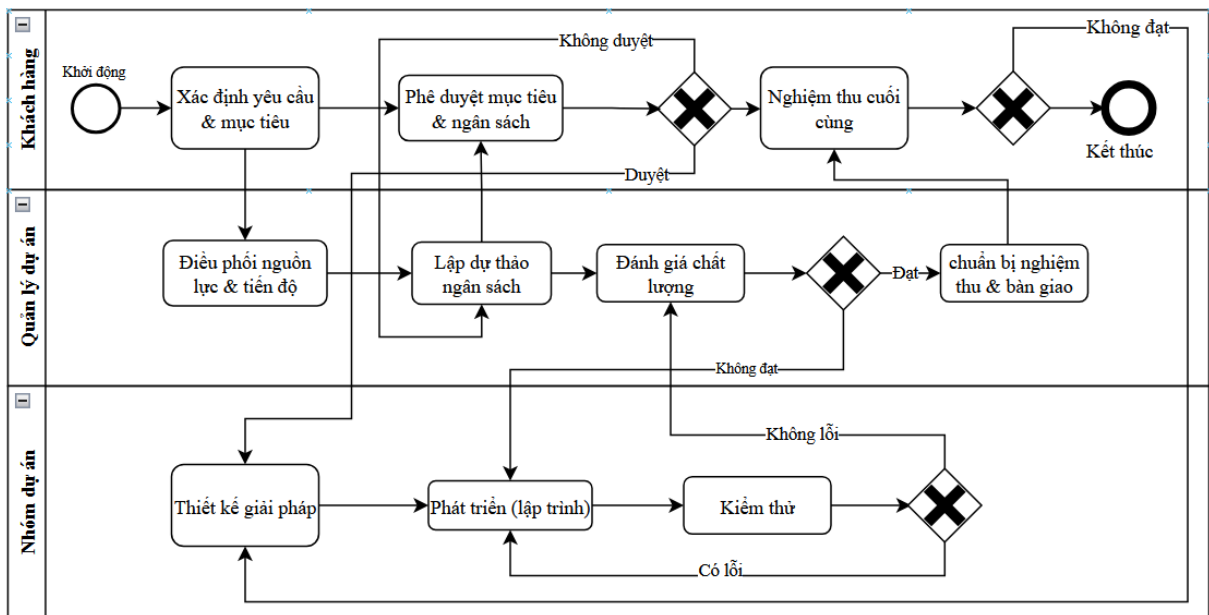 Khách hàng
Khởi động
Xác định yêu cầu
& mục tiêu
Phê duyệt mục tiêu
& ngân sách
Không duyệt
Duyệt
Nghiệm thu cuối
cùng
Không đạt
Kết thúc
Quản lý dự án
Điều phối nguồn
lực & tiến độ
Lập dự thảo
ngân sách
Đánh giá chất
lượng
Đạt
chuẩn bị nghiệm
thu & bàn giao
Không đạt
Nhóm dự án
Thiết kế giải pháp
Phát triển (lập trình)
Kiểm thử
Không lỗi
Có lỗi